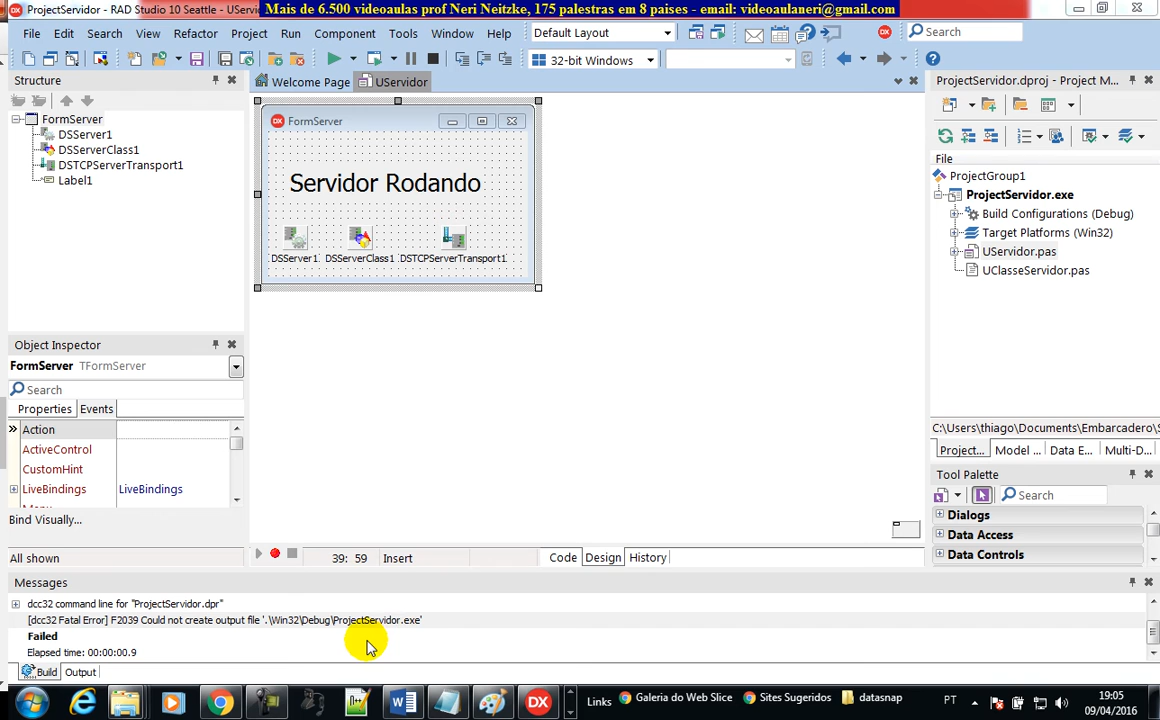 ProjectServidor - RAD Studio 10 Seattle - UServi
Mais de 6.500 videoaulas prof Neri Neitzke, 175 palestras em 8 paises - email: videoaulaneri@gmail.com
File Edit Search View Refactor Project Run Component Tools Window Help
Default Layout
Search
32-bit Windows
Structure
FormServer
DSServer1
DSServerClass1
DSTCPServerTransport1
Label1
Welcome Page
UServidor
FormServer
Servidor Rodando
DSServer1
DSServerClass1
DSTCPServerTransport1
ProjectServidor.dproj - Project M...
File
ProjectGroup1
ProjectServidor.exe
Build Configurations (Debug)
Target Platforms (Win32)
UServidor.pas
UClasseServidor.pas
C:\Users\thiago\Documents\Embarcadero\S
Project... Model ... Data E... Multi-D...
Object Inspector
FormServer TFormServer
Search
Properties Events
Action
ActiveControl
CustomHint
LiveBindings LiveBindings
Bind Visually...
All shown
39: 59 Insert
Code Design History
Tool Palette
Search
Dialogs
Data Access
Data Controls
Messages
dcc32 command line for "ProjectServidor.dpr"
[dcc32 Fatal Error] F2039 Could not create output file '.\Win32\Debug\ProjectServidor.exe'
Failed
Elapsed time: 00:00:00.9
Build Output
Links
Galeria do Web Slice
Sites Sugeridos
datasnap
PT
19:05
09/04/2016